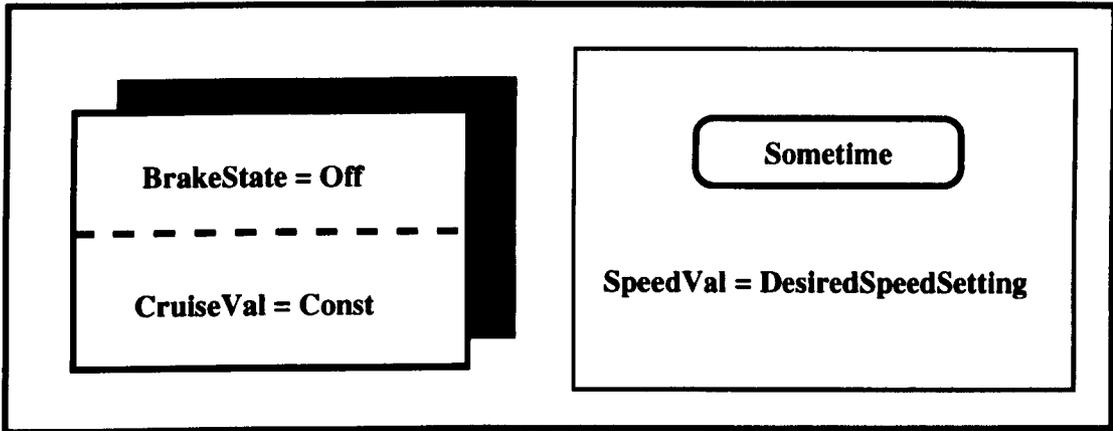 BrakeState = Off
CruiseVal = Const
Sometime
SpeedVal = DesiredSpeedSetting